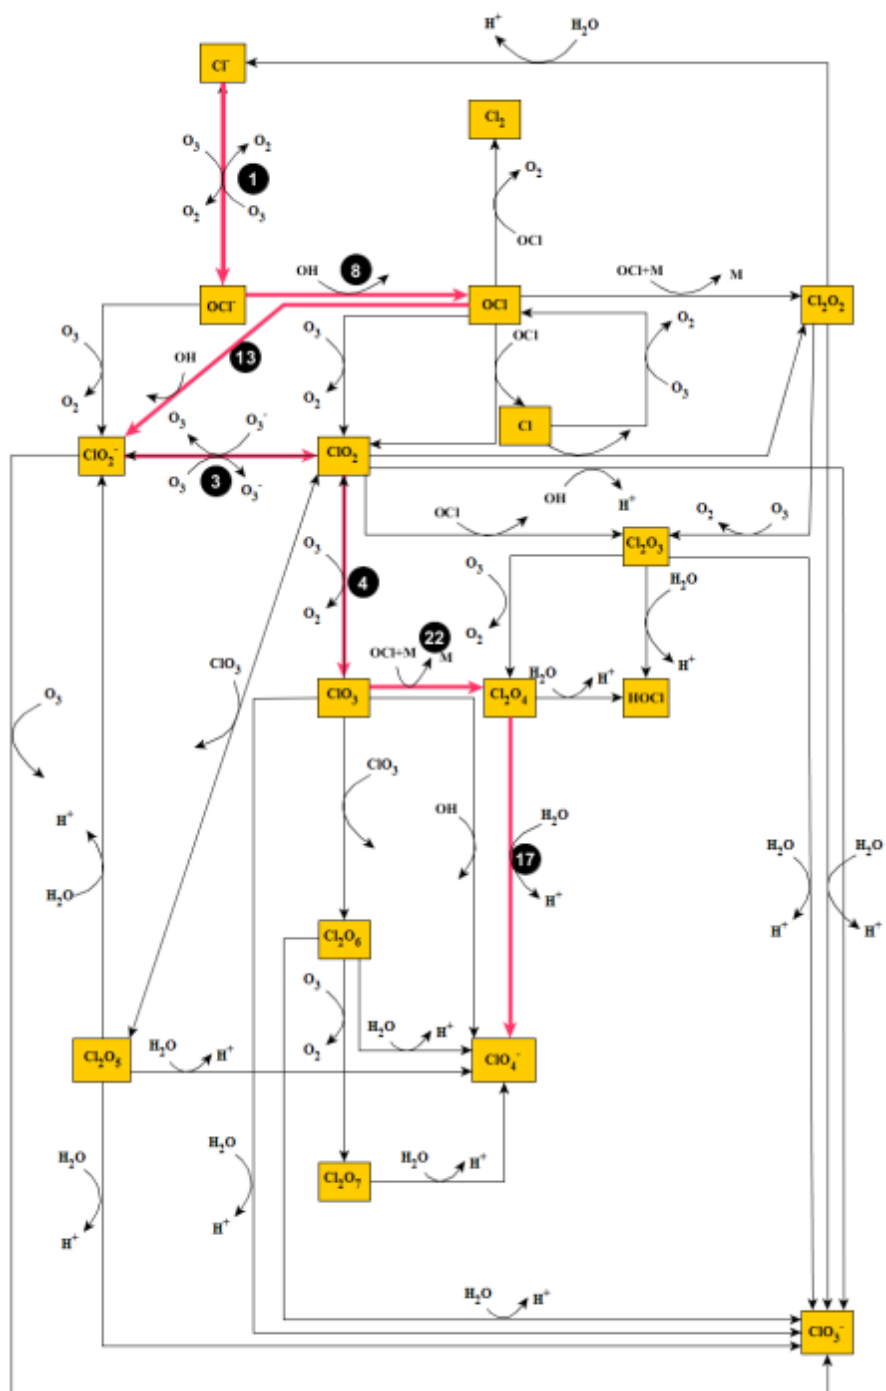 H⁺ H₂O
Cl⁻
Cl₂
O₃ O₂
1
O₂ O₃
O₂
OCl
OH 8
OCl+M M
OCl⁻
OCl
Cl₂O₂
O₃
13
OH
O₂
O₃
O₂
OCl
O₂
O₃
Cl
O₃ O₃⁻
ClO₂⁻
ClO₂
O₃ 3 O₃⁻
OH H⁺
OCl
O₂ O₃
Cl₂O₃
O₃
4
O₂
O₃
O₂
H₂O
H⁺
ClO₃
OCl+M 22 M
H₂O H⁺
O₃
ClO₃
Cl₂O₄
HOCl
ClO₃
OH
H₂O
17
H⁺
H⁺
H₂O
H₂O H₂O
H⁺ H⁺
Cl₂O₆
O₃
O₂
H₂O H⁺
Cl₂O₅
H₂O H⁺
ClO₄⁻
H₂O
H⁺
H₂O
H⁺
Cl₂O₇
H₂O H⁺
H₂O H⁺
ClO₃⁻